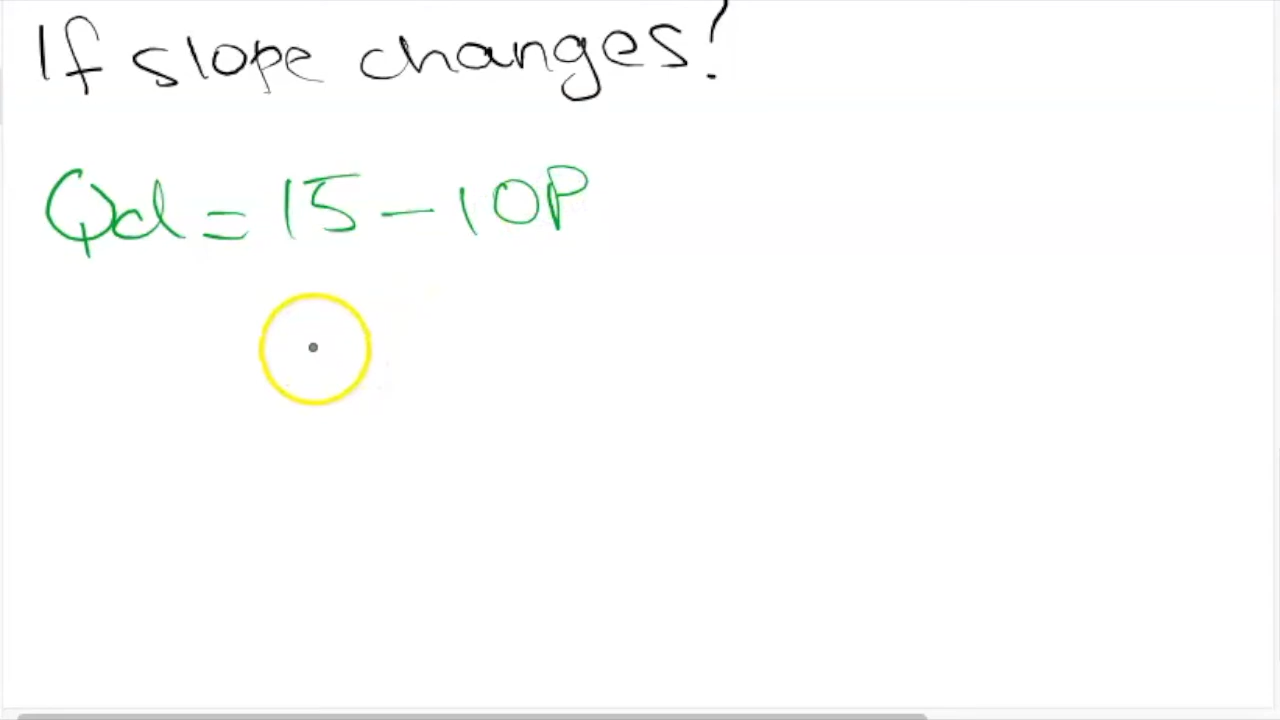 If slope changes?
Qd = 15 - 10P